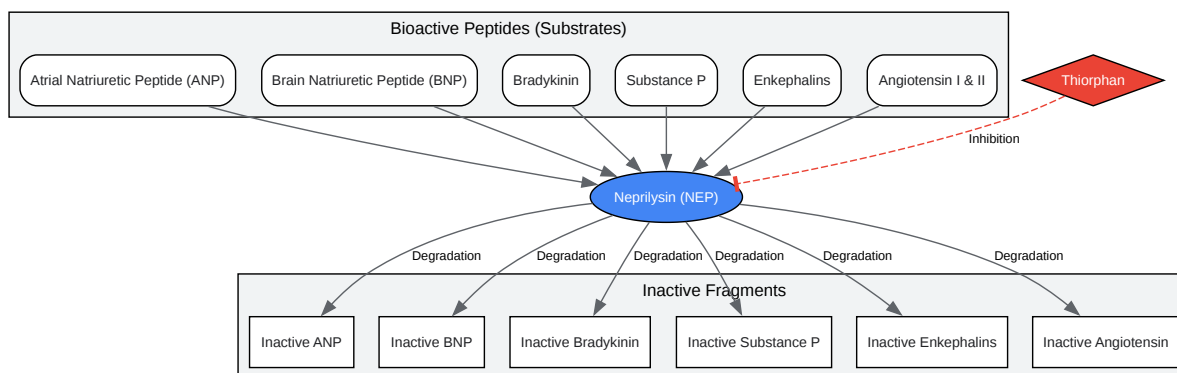 Bioactive Peptides (Substrates)
Atrial Natriuretic Peptide (ANP)
Brain Natriuretic Peptide (BNP)
Bradykinin
Substance P
Enkephalins
Angiotensin I & II
Thiorphan
Inhibition
Neprilysin (NEP)
Degradation
Degradation
Degradation
Degradation
Degradation
Degradation
Inactive Fragments
Inactive ANP
Inactive BNP
Inactive Bradykinin
Inactive Substance P
Inactive Enkephalins
Inactive Angiotensin